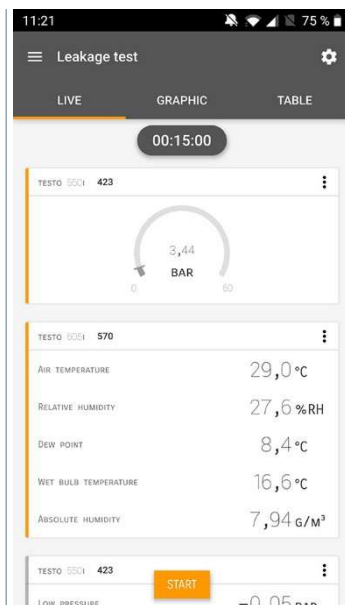 11:21 75 %
Leakage test
LIVE GRAPHIC TABLE
00:15:00
TESTO 550I 423
3,44
BAR
0 60
TESTO 605I 570
AIR TEMPERATURE 29,0 °C
RELATIVE HUMIDITY 27,6 %RH
DEW POINT 8,4 °C
WET BULB TEMPERATURE 16,6 °C
ABSOLUTE HUMIDITY 7,94 G/M³
TESTO 550I 423
START
LOW PRESSURE -0,05 BAR